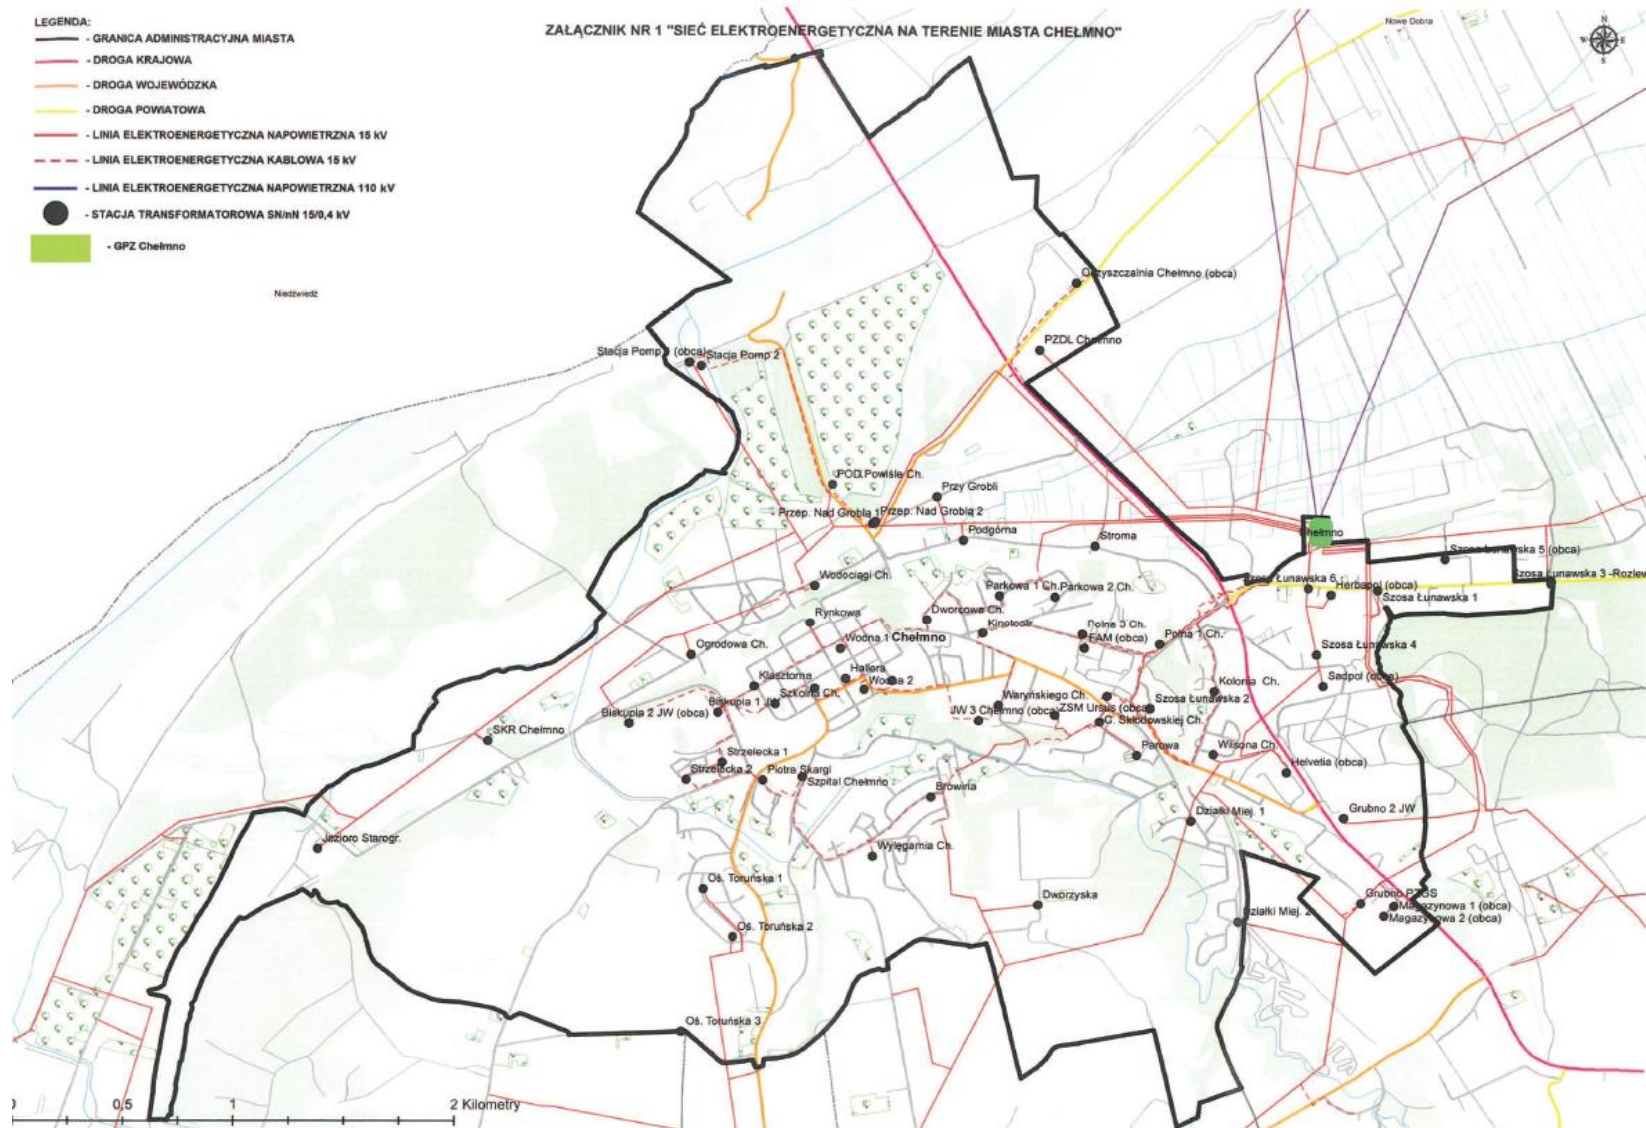 LEGENDA:
- GRANICA ADMINISTRACYJNA MIASTA
- DROGA KRAJOWA
- DROGA WOJEWÓDZKA
- DROGA POWIATOWA
- LINIA ELEKTROENERGETYCZNA NAPOWIETRZNA 15 kV
- LINIA ELEKTROENERGETYCZNA KABLOWA 15 kV
- LINIA ELEKTROENERGETYCZNA NAPOWIETRZNA 110 kV
- STACJA TRANSFORMATOROWA SN/nN 15/0,4 kV
- GPZ Chełmno
ZAŁĄCZNIK NR 1 "SIEĆ ELEKTROENERGETYCZNA NA TERENIE MIASTA CHEŁMNO"
Nowe Dobra
N
W
E
S
Niedźwiedź
Oczyszczalnia Chełmno (obca)
PZDL Chełmno
Stacja Pomp (obca)
Stacja Pomp 2
POD.Powiśle Ch.
Przy Grobli
Przep. Nad Groblą 1
Przep. Nad Groblą 2
Podgórna
Stroma
Chełmno
Szosa Łunawska 5 (obca)
Szosa Łunawska 3 -Rozlew
Szosa Łunawska 6
Herbapol (obca)
Szosa Łunawska 1
Wodociągi Ch.
Parkowa 1 Ch.
Parkowa 2 Ch.
Dworcowa Ch.
Rynkowa
Kinoteatr
Polna 3 Ch.
FAM (obca)
Polna 1 Ch.
Wodna 1
Chełmno
Ogrodowa Ch.
Szosa Łunawska 4
Hallera
Sadpol (obca)
Klasztorna
Szkolna Ch.
Wodna 2
Kolonia Ch.
Biskupia 1 JW
Waryńskiego Ch.
Szosa Łunawska 2
Biskupia 2 JW (obca)
JW 3 Chełmno (obca)
ZSM Ursus (obca)
C. Skłodowskiej Ch.
SKR Chełmno
Strzelecka 1
Parowa
Wilsona Ch.
Strzelecka 2
Piotra Skargi
Helvetia (obca)
Szpital Chełmno
Browina
Grubno 2 JW
Działki Miej. 1
Jezioro Starogr.
Wylęgarnia Ch.
Oś. Toruńska 1
Dworzyska
Grubno PZGS
Magazynowa 1 (obca)
Działki Miej. 2
Magazynowa 2 (obca)
Oś. Toruńska 2
Oś. Toruńska 3
0,5
1
2 Kilometry